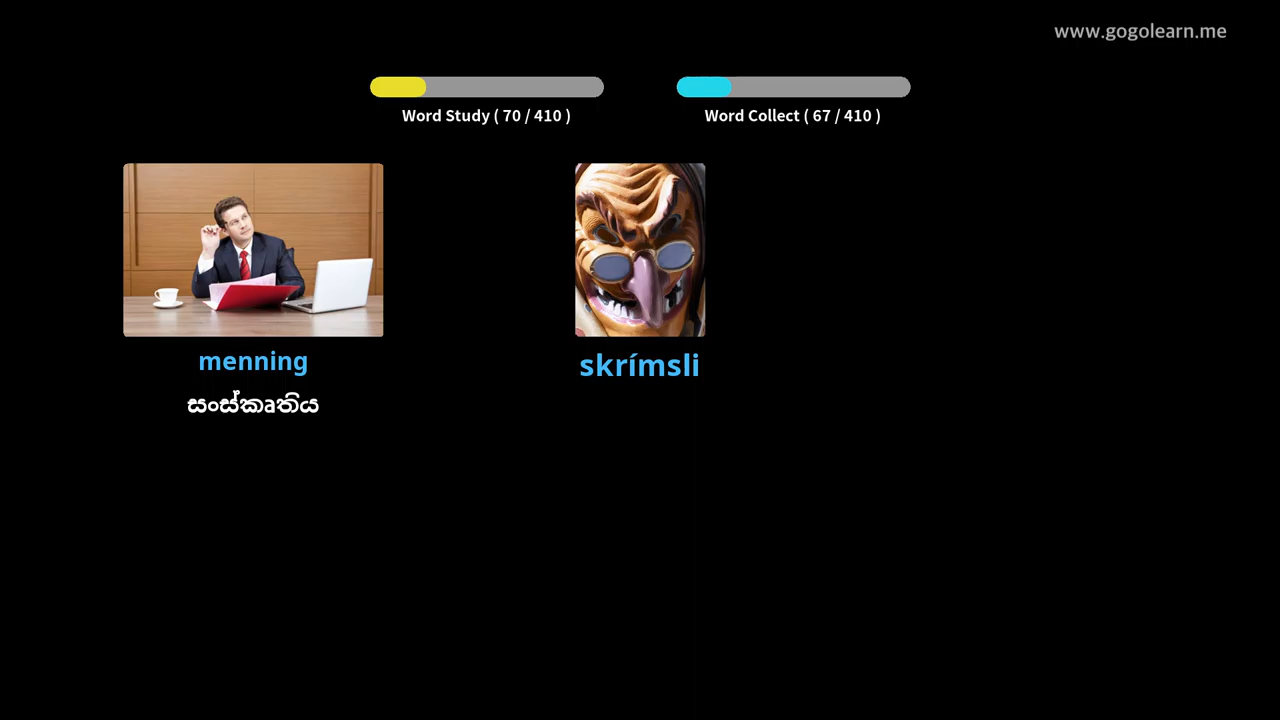 www.gogolearn.me
Word Study ( 70 / 410 )
Word Collect ( 67 / 410 )
menning
සංස්කෘතිය
skrímsli